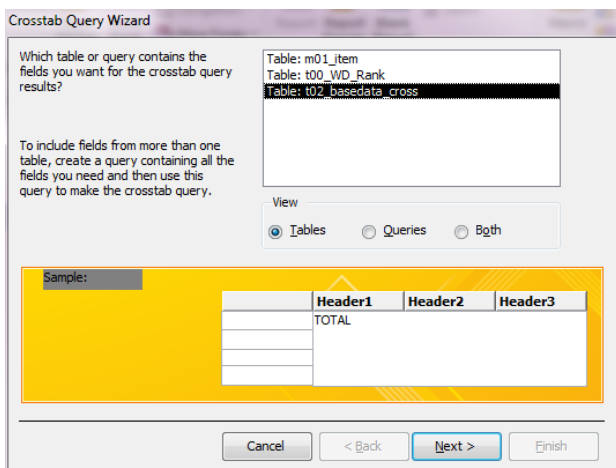 Crosstab Query Wizard
Which table or query contains the
fields you want for the crosstab query
results?
To include fields from more than one
table, create a query containing all the
fields you need and then use this
query to make the crosstab query.
Table: m01_item
Table: t00_WD_Rank
Table: t02_basedata_cross
View
Tables Queries Both
Sample:
Header1 Header2 Header3
TOTAL
Cancel < Back Next > Finish